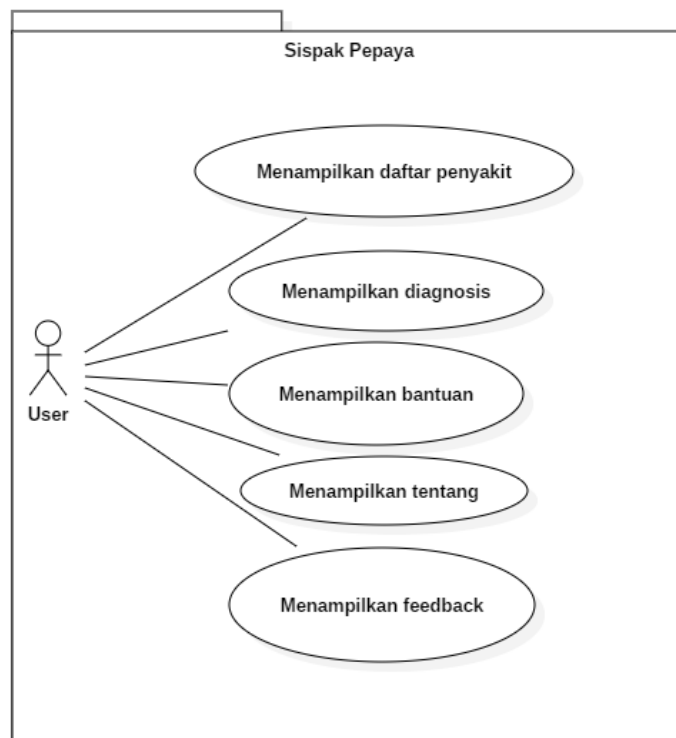 Sispak Pepaya
Menampilkan daftar penyakit
Menampilkan diagnosis
Menampilkan bantuan
User
Menampilkan tentang
Menampilkan feedback